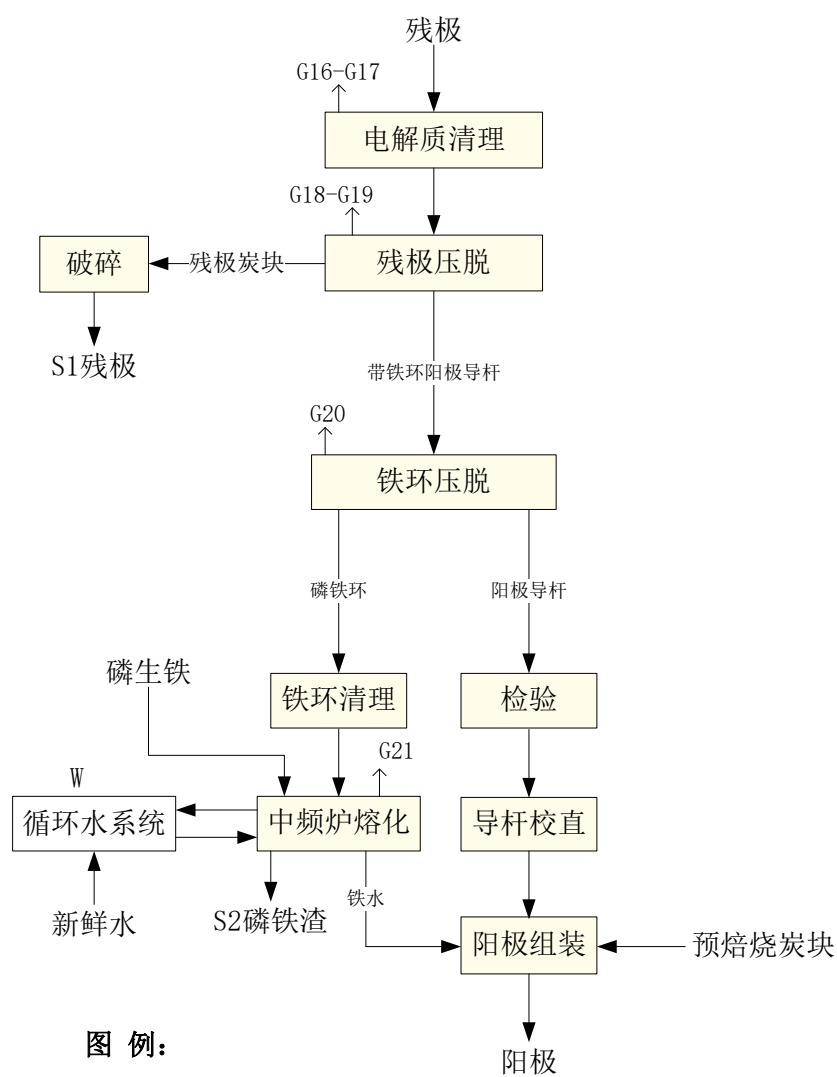 残极
G16-G17
电解质清理
G18-G19
破碎
残极炭块
残极压脱
S1残极
带铁环阳极导杆
G20
铁环压脱
磷铁环
阳极导杆
磷生铁
铁环清理
检验
G21
W
循环水系统
中频炉熔化
导杆校直
新鲜水
S2磷铁渣
铁水
阳极组装
预焙烧炭块
图 例:
阳极